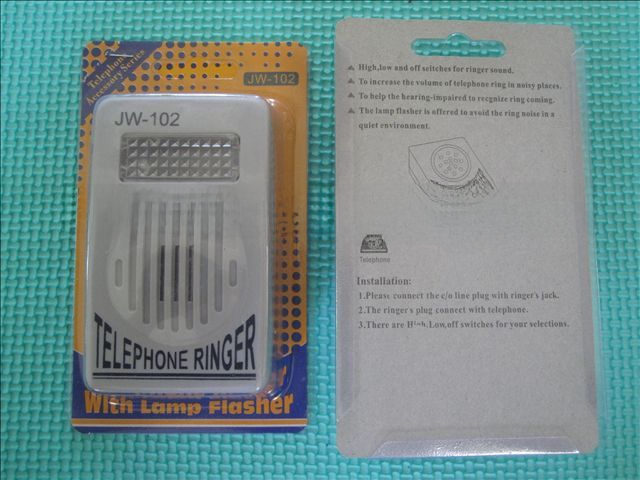 Telephone
Accessory Series
JW-102
JW-102
TELEPHONE RINGER
With Lamp Flasher
High,low and off seitches for ringer sound.
To increase the volume of telephone ring in noisy places.
To help the hearing-impaired to recgnize ring coming.
The lamp flasher is offered to avoid the ring noise in a
quiet environment.
Telephone
Installation:
1.Please connect the c/o line plug with ringer's jack.
2.The ringer's plug connect with telephone.
3.There are High.Low,off switches for your selections.